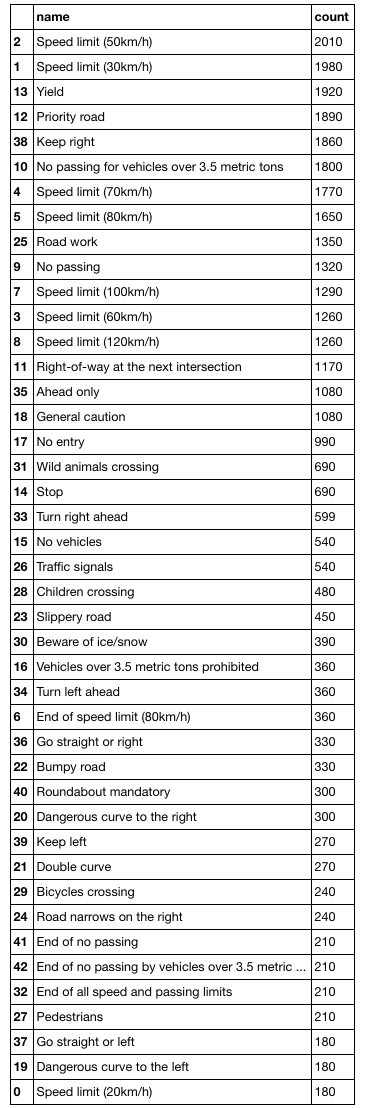 name count
2 Speed limit (50km/h) 2010
1 Speed limit (30km/h) 1980
13 Yield 1920
12 Priority road 1890
38 Keep right 1860
10 No passing for vehicles over 3.5 metric tons 1800
4 Speed limit (70km/h) 1770
5 Speed limit (80km/h) 1650
25 Road work 1350
9 No passing 1320
7 Speed limit (100km/h) 1290
3 Speed limit (60km/h) 1260
8 Speed limit (120km/h) 1260
11 Right-of-way at the next intersection 1170
35 Ahead only 1080
18 General caution 1080
17 No entry 990
31 Wild animals crossing 690
14 Stop 690
33 Turn right ahead 599
15 No vehicles 540
26 Traffic signals 540
28 Children crossing 480
23 Slippery road 450
30 Beware of ice/snow 390
16 Vehicles over 3.5 metric tons prohibited 360
34 Turn left ahead 360
6 End of speed limit (80km/h) 360
36 Go straight or right 330
22 Bumpy road 330
40 Roundabout mandatory 300
20 Dangerous curve to the right 300
39 Keep left 270
21 Double curve 270
29 Bicycles crossing 240
24 Road narrows on the right 240
41 End of no passing 210
42 End of no passing by vehicles over 3.5 metric ... 210
32 End of all speed and passing limits 210
27 Pedestrians 210
37 Go straight or left 180
19 Dangerous curve to the left 180
0 Speed limit (20km/h) 180